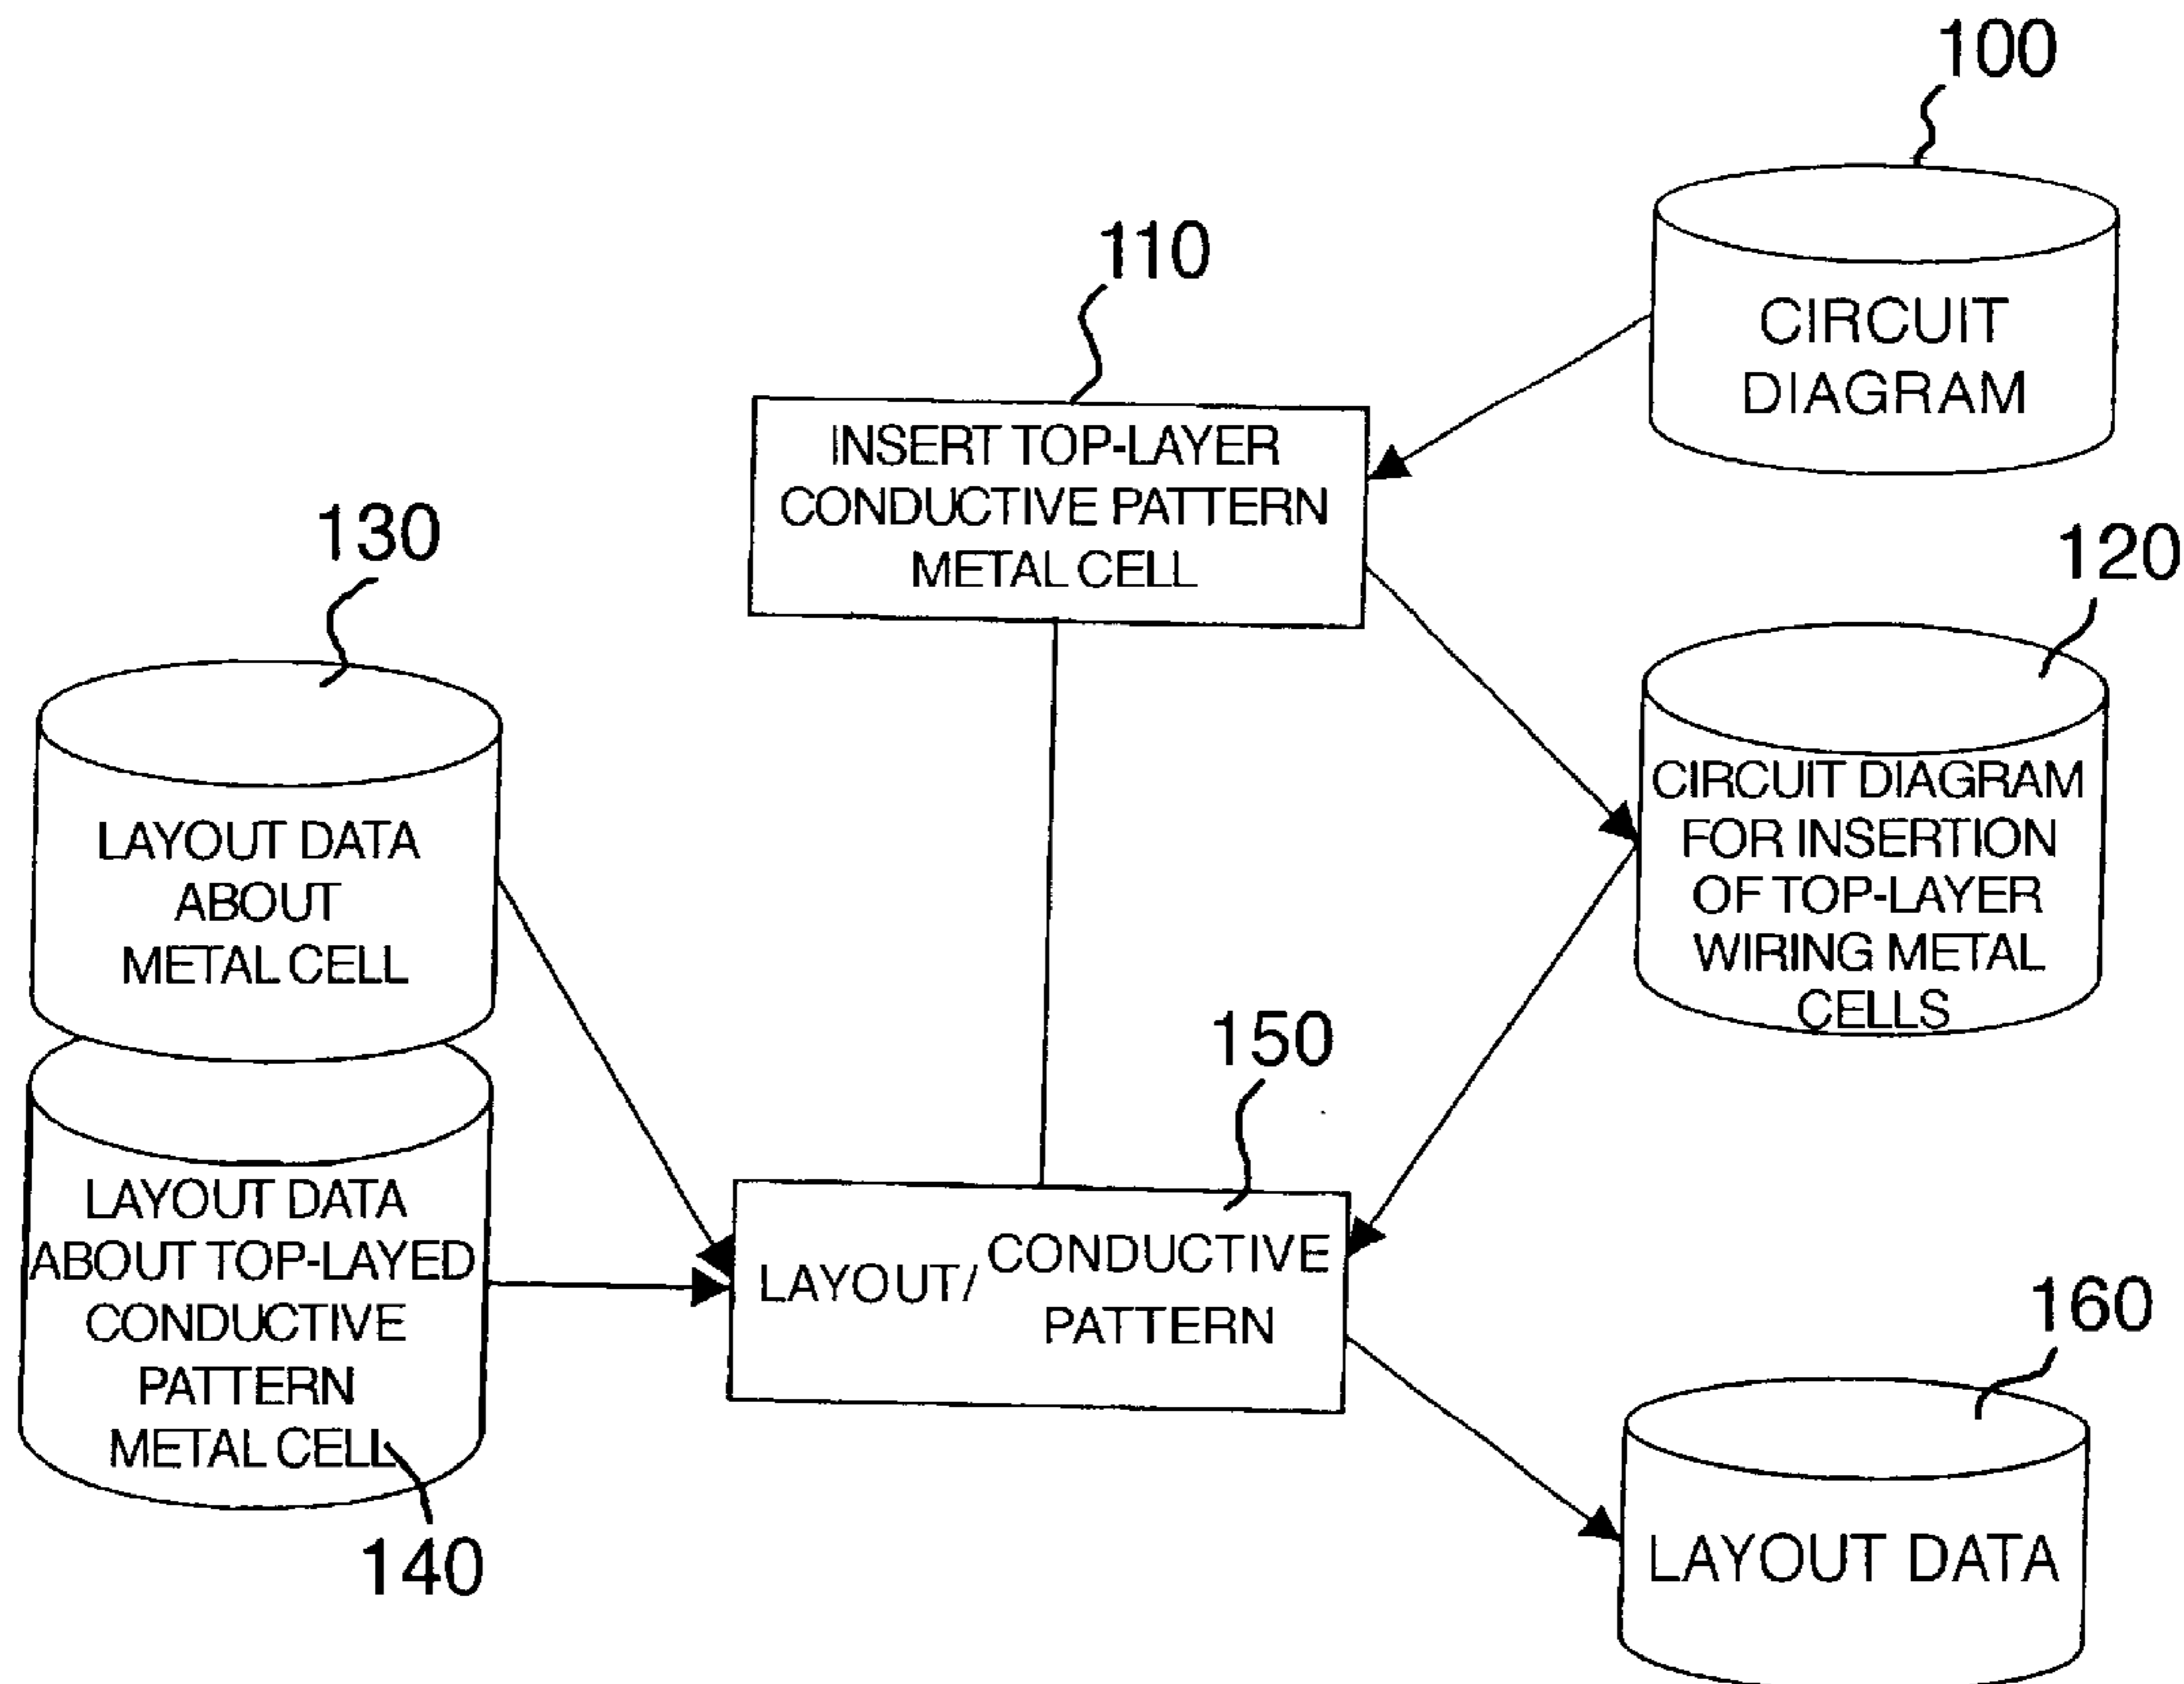 100
CIRCUIT
DIAGRAM
110
INSERT TOP-LAYER
CONDUCTIVE PATTERN
METAL CELL
120
CIRCUIT DIAGRAM
FOR INSERTION
OF TOP-LAYER
WIRING METAL
CELLS
130
LAYOUT DATA
ABOUT
METAL CELL
LAYOUT DATA
ABOUT TOP-LAYED
CONDUCTIVE
PATTERN
METAL CELL
140
150
LAYOUT/ CONDUCTIVE
PATTERN
160
LAYOUT DATA